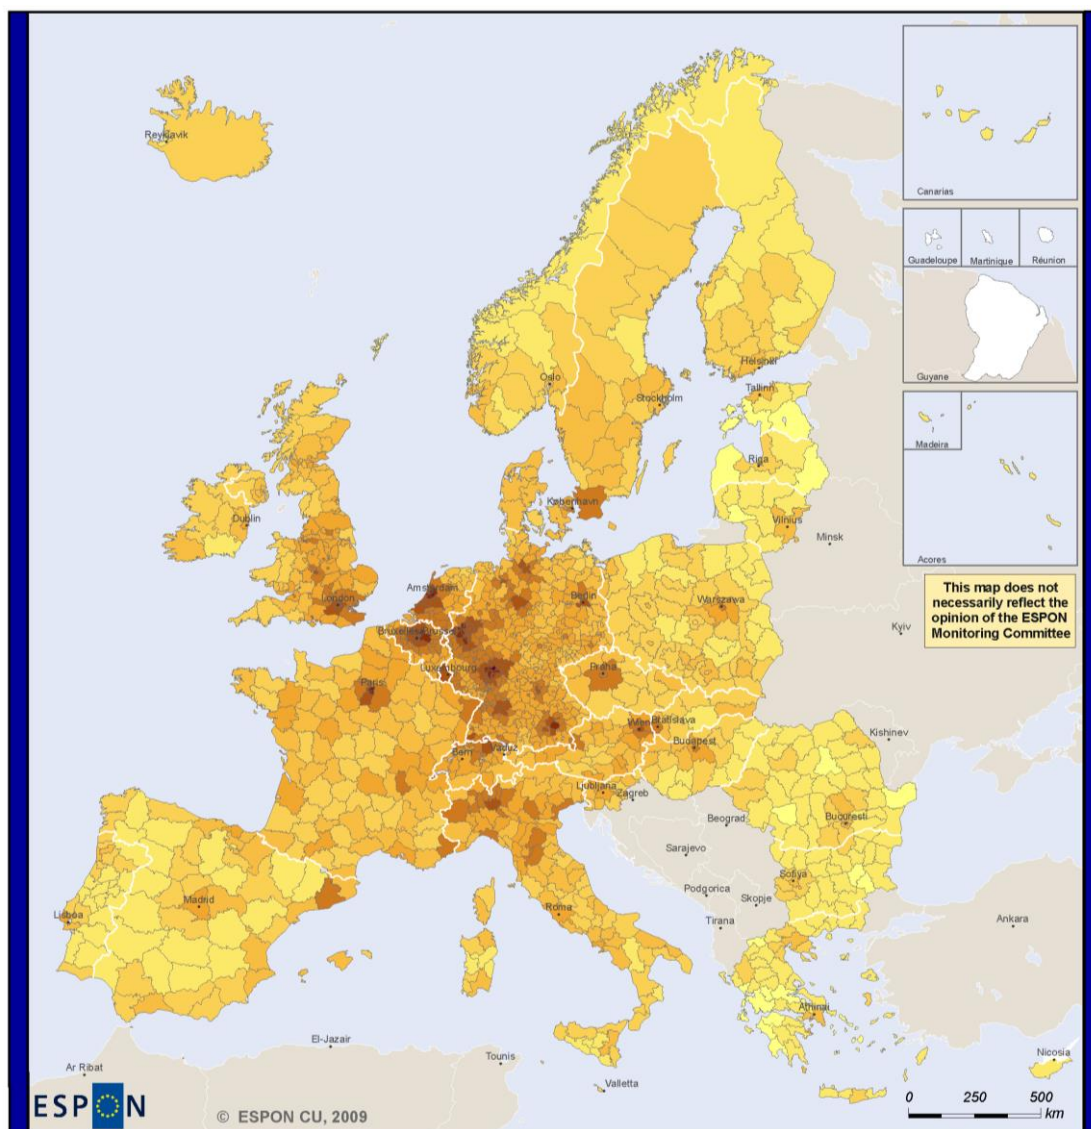 Reykjavik
Canarias
Guadeloupe
Martinique
Réunion
Guyane
Madeira
Acores
This map does not
necessarily reflect the
opinion of the ESPON
Monitoring Committee
Oslo
Helsinki
Tallinn
Stockholm
Riga
København
Vilnius
Minsk
Dublin
London
Amsterdam
Berlin
Warszawa
Kyiv
Luxembourg
Praha
Paris
Kishinev
Wien
Bratislava
Budapest
Bern
Vaduz
Ljubljana
Zagreb
Beograd
Bucuresti
Sarajevo
Sofiya
Podgorica
Skopje
Tirana
Ankara
Madrid
Lisboa
Roma
Athinai
El-Jazair
Tounis
Ar Ribat
Valletta
Nicosia
ESPON
© ESPON CU, 2009
0 250 500
km